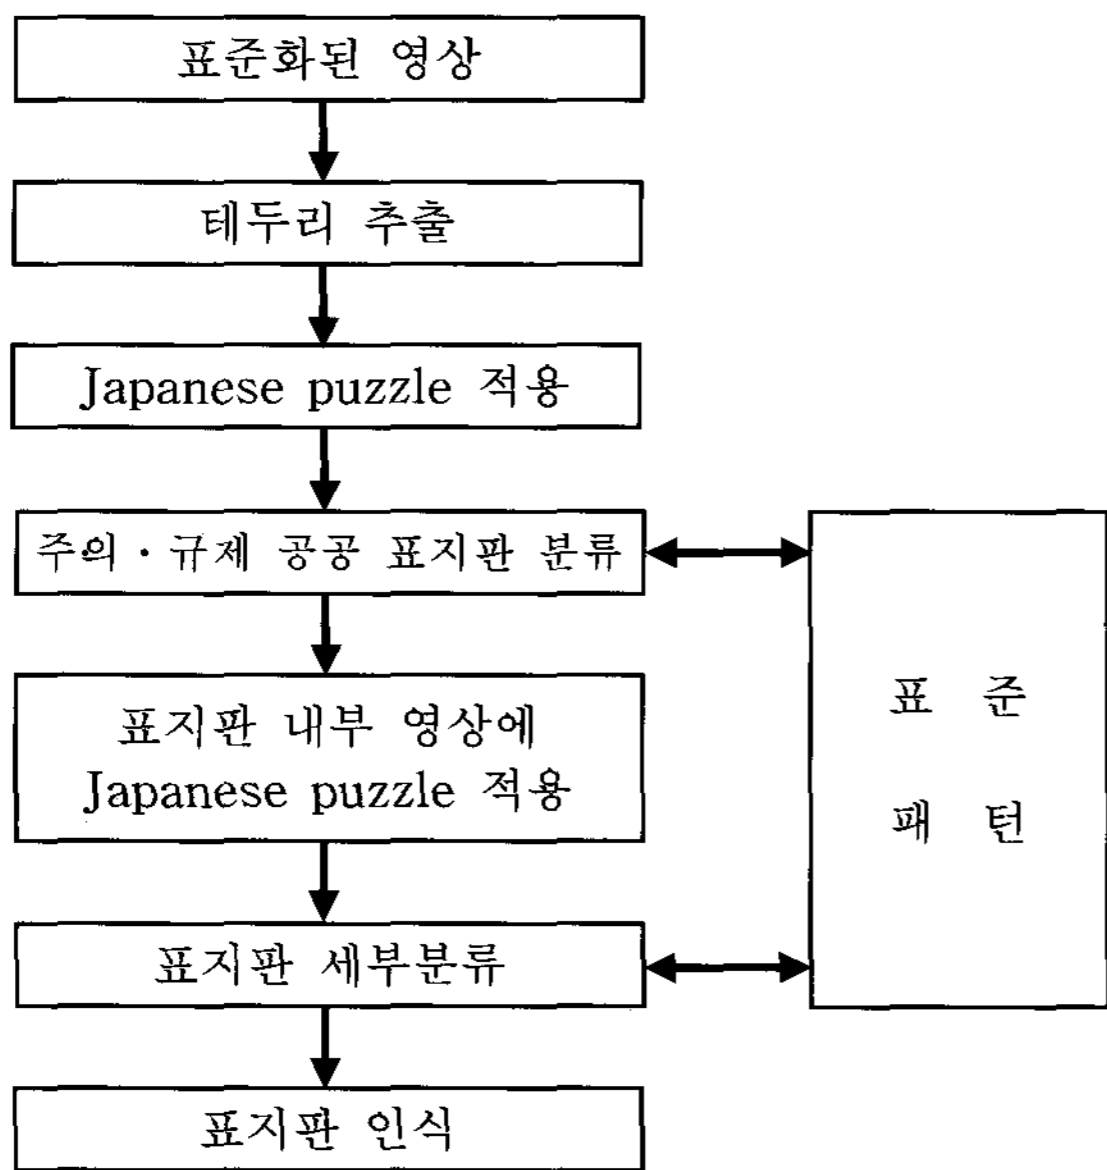 표준화된 영상
테두리 추출
Japanese puzzle 적용
주의·규제 공공 표지판 분류
표지판 내부 영상에
Japanese puzzle 적용
표지판 세부분류
표지판 인식
표 준
패 턴